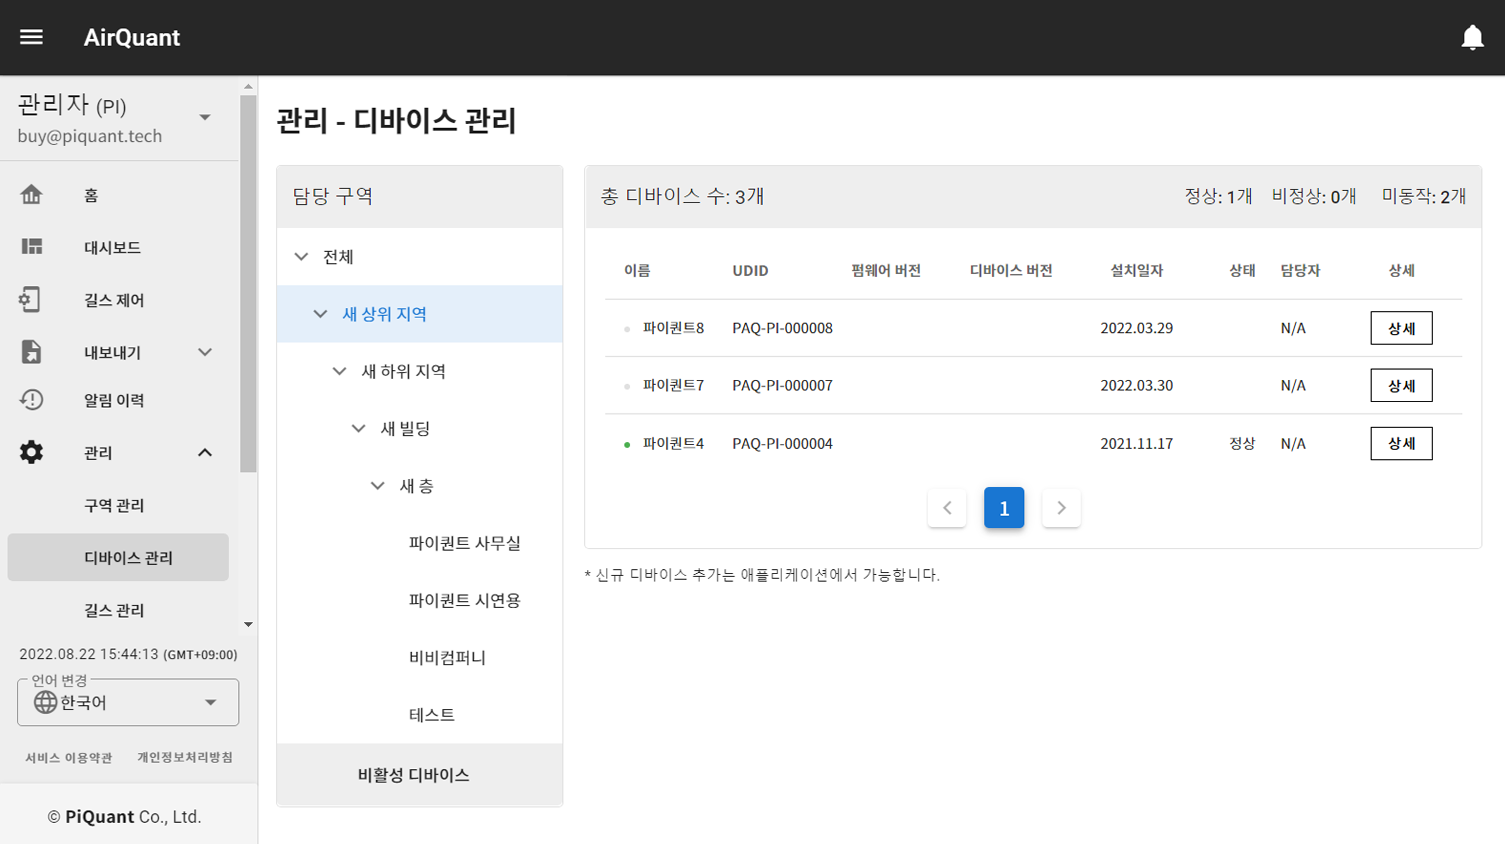 AirQuant
관리자 (PI)
buy@piquant.tech
홈
대시보드
길스 제어
내보내기
알림 이력
관리
구역 관리
디바이스 관리
길스 관리
2022.08.22 15:44:13 (GMT+09:00)
언어 변경
한국어
서비스 이용약관 개인정보처리방침
© PiQuant Co., Ltd.
관리 - 디바이스 관리
담당 구역
전체
새 상위 지역
새 하위 지역
새 빌딩
새 층
파이퀀트 사무실
파이퀀트 시연용
비비컴퍼니
테스트
비활성 디바이스
총 디바이스 수: 3개 정상: 1개 비정상: 0개 미동작: 2개
이름 UDID 펌웨어 버전 디바이스 버전 설치일자 상태 담당자 상세
파이퀀트8 PAQ-PI-000008 2022.03.29 N/A 상세
파이퀀트7 PAQ-PI-000007 2022.03.30 N/A 상세
파이퀀트4 PAQ-PI-000004 2021.11.17 정상 N/A 상세
1
* 신규 디바이스 추가는 애플리케이션에서 가능합니다.